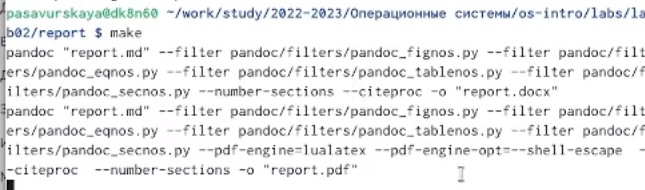 pasavurskaya@dk8n60 ~/work/study/2022-2023/Операционные системы/os-intro/labs/la
b02/report $ make
pandoc "report.md" --filter pandoc/filters/pandoc_fignos.py --filter pandoc/filt
ers/pandoc_eqnos.py --filter pandoc/filters/pandoc_tablenos.py --filter pandoc/f
ilters/pandoc_secnos.py --number-sections --citeproc -o "report.docx"
pandoc "report.md" --filter pandoc/filters/pandoc_fignos.py --filter pandoc/filt
ers/pandoc_eqnos.py --filter pandoc/filters/pandoc_tablenos.py --filter pandoc/f
ilters/pandoc_secnos.py --pdf-engine=lualatex --pdf-engine-opt=--shell-escape -
-citeproc --number-sections -o "report.pdf"